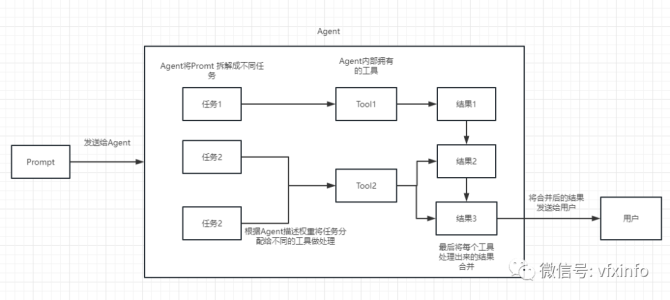 Agent
Agent将Promt 拆解成不同任
务
Agent内部拥有
的工具
任务1
Tool1
结果1
发送给Agent
Prompt
任务2
Tool2
结果2
任务2
根据Agent描述权重将任务分
配给不同的工具做处理
结果3
将合并后的结果
发送给用户
用户
最后将每个工具
处理出来的结果
合并
微信号: vfxinfo